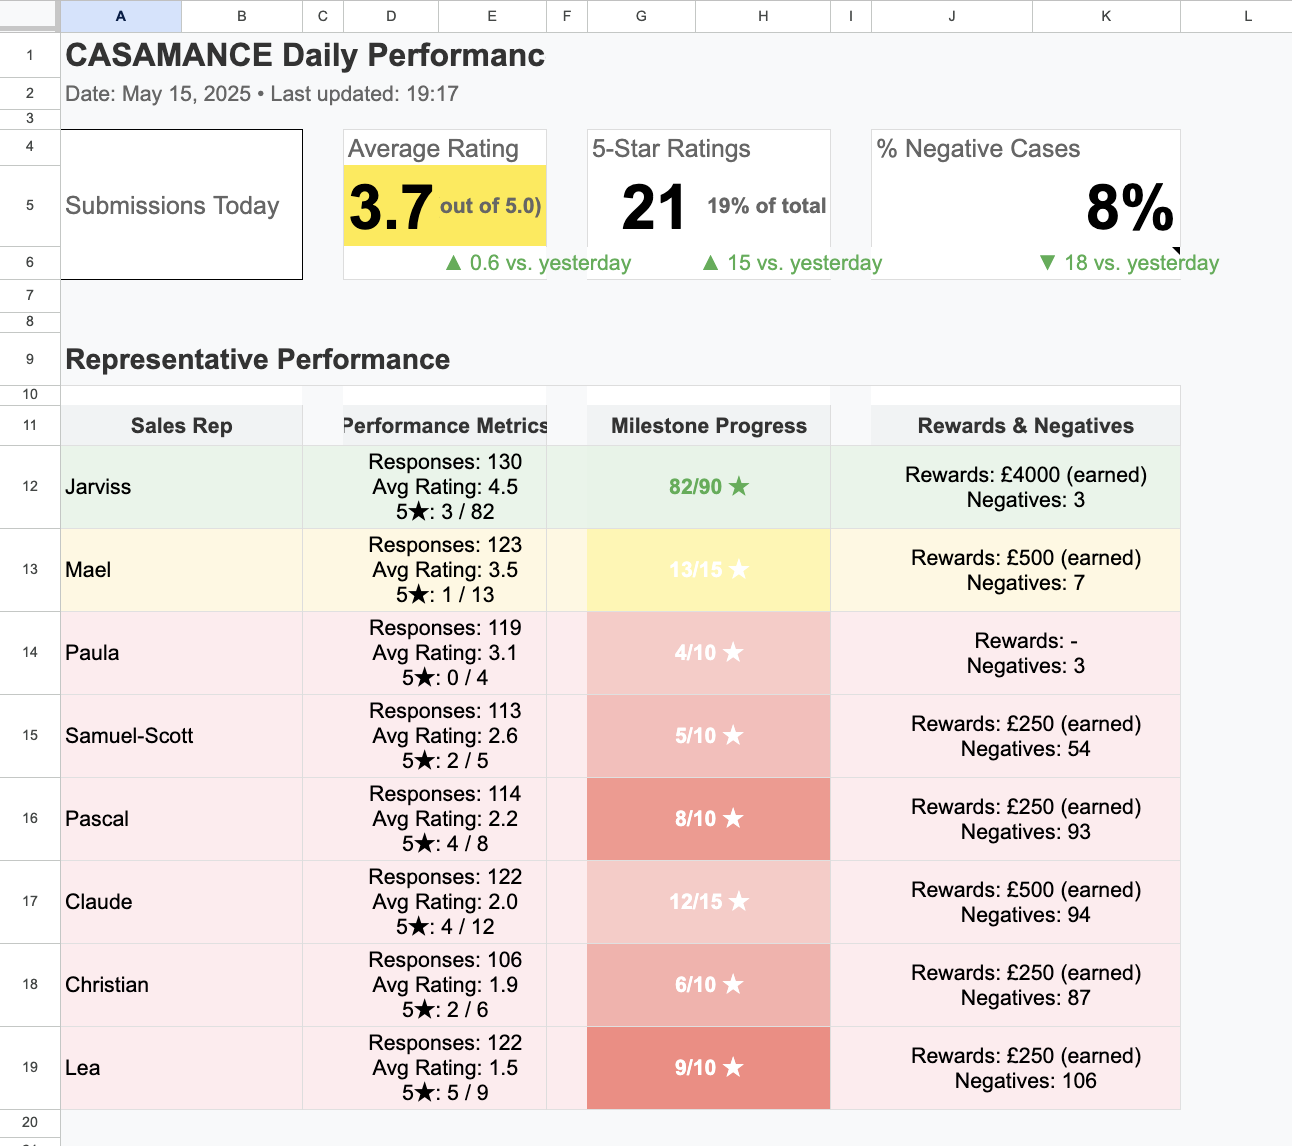 A B C D E F G H I J K L
1 CASAMANCE Daily Performanc
2 Date: May 15, 2025 • Last updated: 19:17
3
4 Average Rating 5-Star Ratings % Negative Cases
5 Submissions Today 3.7 out of 5.0) 21 19% of total 8%
6 ▲ 0.6 vs. yesterday ▲ 15 vs. yesterday ▼ 18 vs. yesterday
7
8
9 Representative Performance
10
11 Sales Rep Performance Metrics Milestone Progress Rewards & Negatives
12 Jarviss
Responses: 130
Avg Rating: 4.5
5★: 3 / 82
82/90 ★
Rewards: £4000 (earned)
Negatives: 3
13 Mael
Responses: 123
Avg Rating: 3.5
5★: 1 / 13
13/15 ★
Rewards: £500 (earned)
Negatives: 7
14 Paula
Responses: 119
Avg Rating: 3.1
5★: 0 / 4
4/10 ★
Rewards: -
Negatives: 3
15 Samuel-Scott
Responses: 113
Avg Rating: 2.6
5★: 2 / 5
5/10 ★
Rewards: £250 (earned)
Negatives: 54
16 Pascal
Responses: 114
Avg Rating: 2.2
5★: 4 / 8
8/10 ★
Rewards: £250 (earned)
Negatives: 93
17 Claude
Responses: 122
Avg Rating: 2.0
5★: 4 / 12
12/15 ★
Rewards: £500 (earned)
Negatives: 94
18 Christian
Responses: 106
Avg Rating: 1.9
5★: 2 / 6
6/10 ★
Rewards: £250 (earned)
Negatives: 87
19 Lea
Responses: 122
Avg Rating: 1.5
5★: 5 / 9
9/10 ★
Rewards: £250 (earned)
Negatives: 106
20